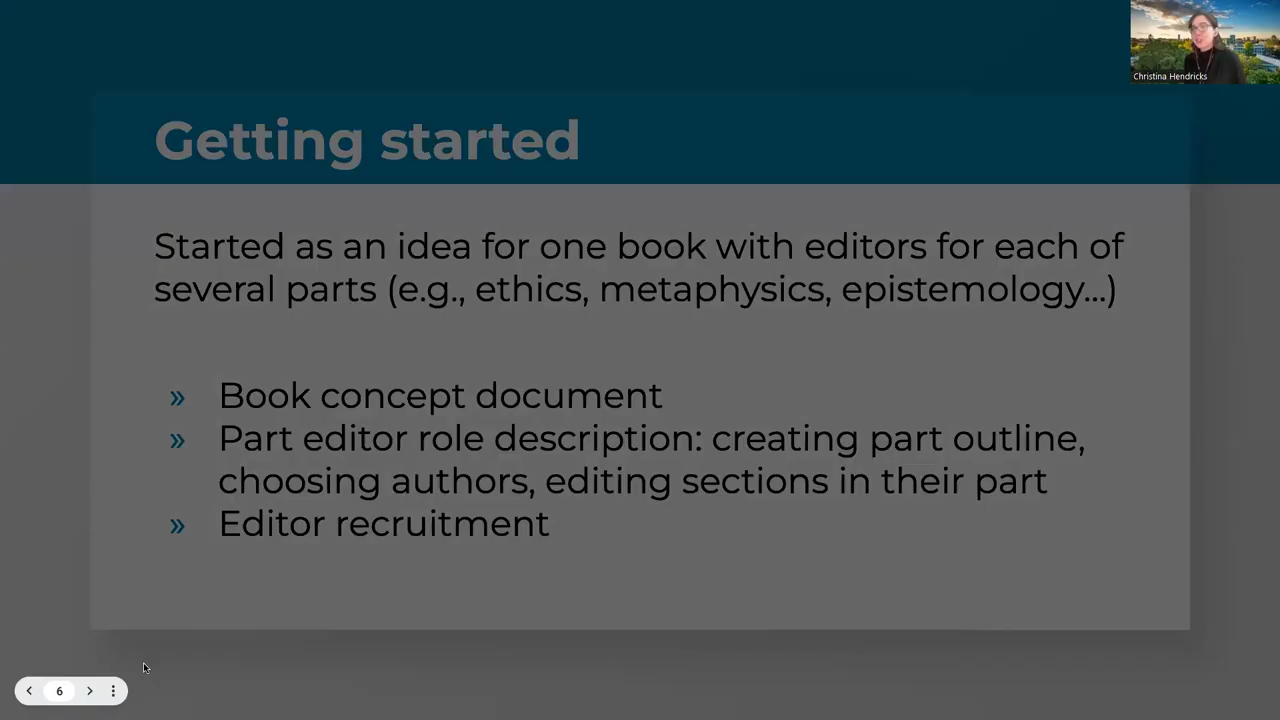 Christina Hendricks
Getting started
Started as an idea for one book with editors for each of
several parts (e.g., ethics, metaphysics, epistemology...)
» Book concept document
» Part editor role description: creating part outline,
choosing authors, editing sections in their part
» Editor recruitment
6